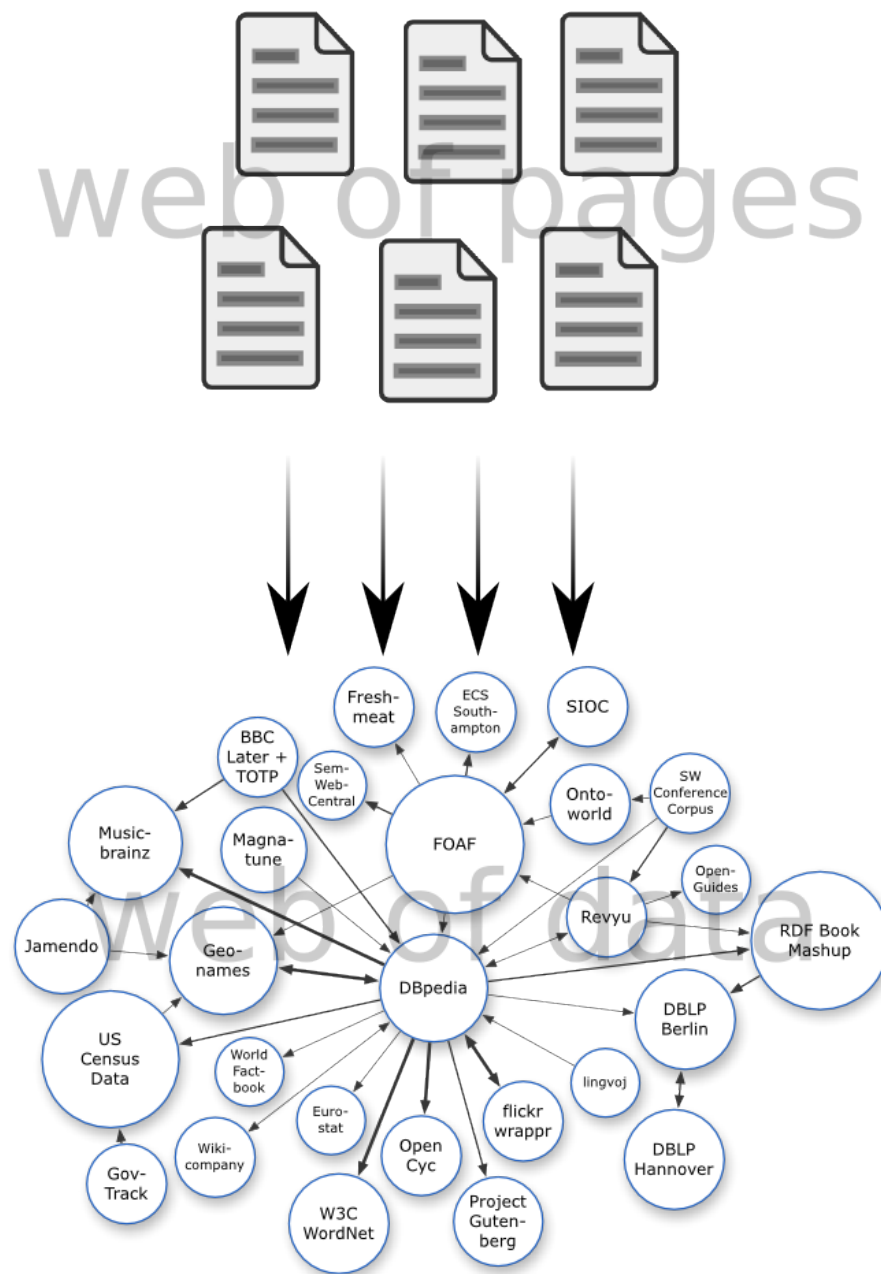 web of pages
Fresh-
meat
ECS
South-
ampton
SIOC
BBC
Later +
TOTP
Sem-
Web-
Central
Onto-
world
SW
Conference
Corpus
Music-
brainz
Magna-
tune
FOAF
Open-
Guides
web of data
Revyu
RDF Book
Mashup
Jamendo
Geo-
names
DBpedia
DBLP
Berlin
US
Census
Data
World
Fact-
book
lingvoj
Euro-
stat
flickr
wrappr
Wiki-
company
Open
Cyc
DBLP
Hannover
Gov-
Track
W3C
WordNet
Project
Guten-
berg